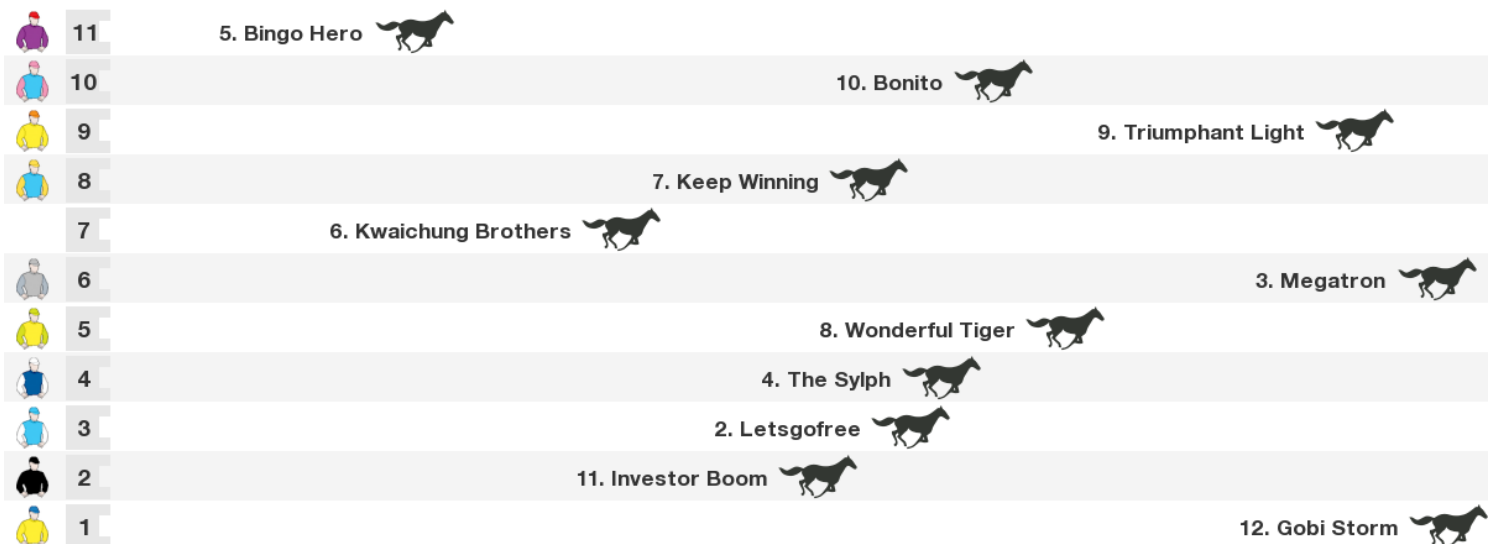 11 5. Bingo Hero
10 10. Bonito
9 9. Triumphant Light
8 7. Keep Winning
7 6. Kwaichung Brothers
6 3. Megatron
5 8. Wonderful Tiger
4 4. The Sylph
3 2. Letsgofree
2 11. Investor Boom
1 12. Gobi Storm